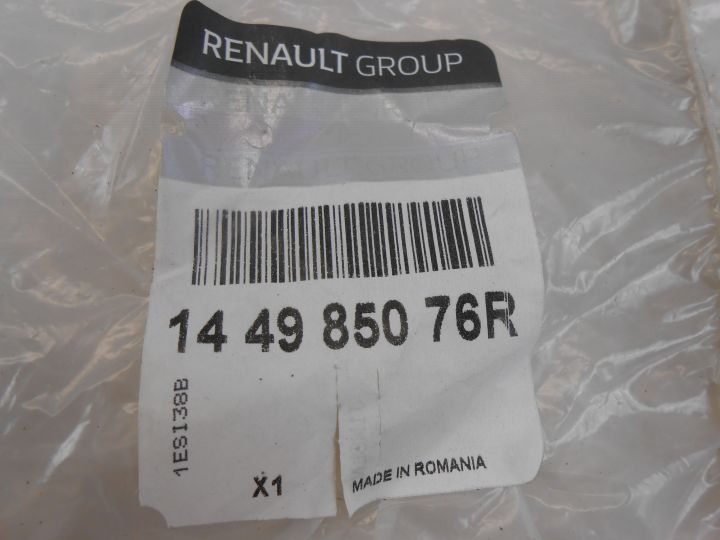 RENAULT GROUP
14 49 850 76R
1ES138B
X1
MADE IN ROMANIA